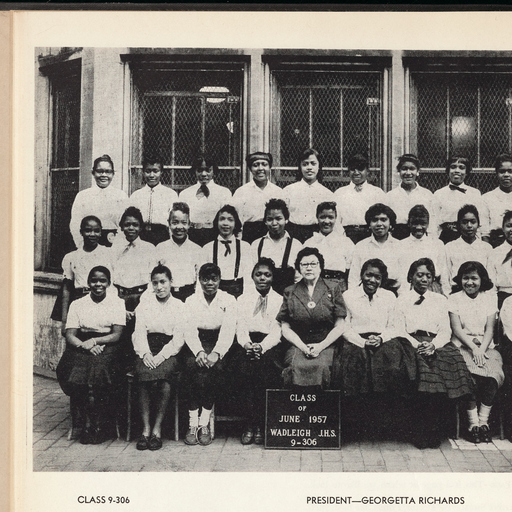 CLASS
OF
JUNE 1957
WADLEIGH J.H.S.
9-306
CLASS 9-306
PRESIDENT—GEORGETTA RICHARDS